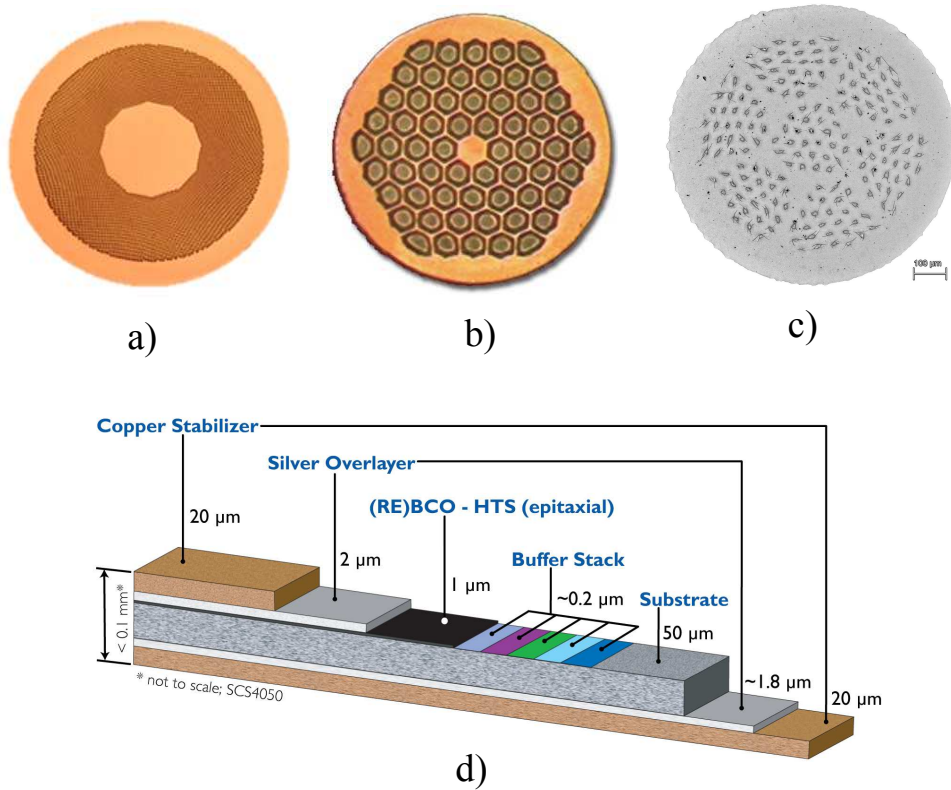 100 µm
a)
b)
c)
Copper Stabilizer
Silver Overlayer
(RE)BCO - HTS (epitaxial)
20 µm
2 µm
1 µm
Buffer Stack
~0.2 µm
Substrate
50 µm
< 0.1 mm*
* not to scale; SCS4050
~1.8 µm
20 µm
d)